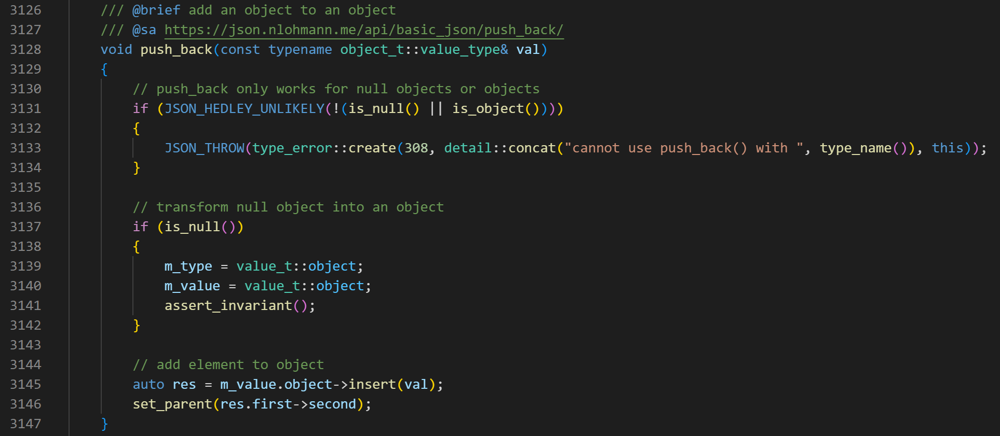 3126 /// @brief add an object to an object
3127 /// @sa https://json.nlohmann.me/api/basic_json/push_back/
3128 void push_back(const typename object_t::value_type& val)
3129 {
3130 // push_back only works for null objects or objects
3131 if (JSON_HEDLEY_UNLIKELY(!(is_null() || is_object())))
3132 {
3133 JSON_THROW(type_error::create(308, detail::concat("cannot use push_back() with ", type_name()), this));
3134 }
3135
3136 // transform null object into an object
3137 if (is_null())
3138 {
3139 m_type = value_t::object;
3140 m_value = value_t::object;
3141 assert_invariant();
3142 }
3143
3144 // add element to object
3145 auto res = m_value.object->insert(val);
3146 set_parent(res.first->second);
3147 }